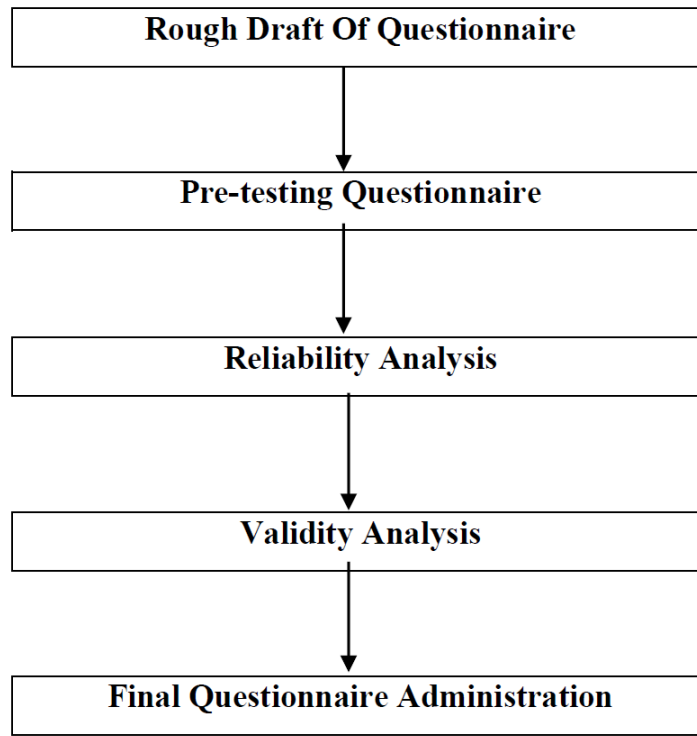 Rough Draft Of Questionnaire
Pre-testing Questionnaire
Reliability Analysis
Validity Analysis
Final Questionnaire Administration